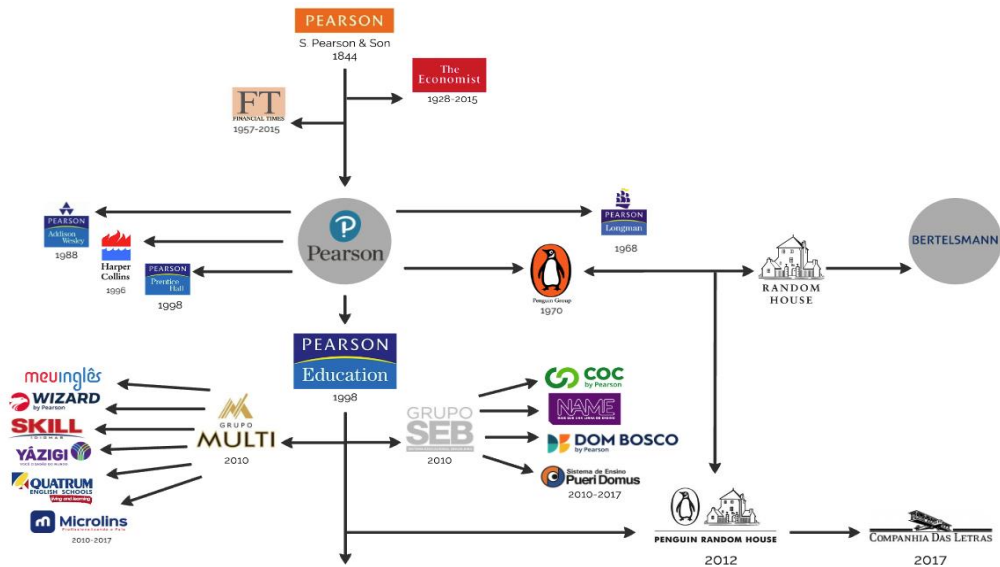 PEARSON
S. Pearson & Son
1844
The
Economist
1928-2015
FT
FINANCIAL TIMES
1957-2015
PEARSON
Addison
Wesley
1988
Harper
Collins
1996
PEARSON
Prentice
Hall
1998
P
Pearson
PEARSON
Longman
1968
Penguin Group
1970
RANDOM
HOUSE
BERTELSMANN
PEARSON
Education
1998
meuinglês
WIZARD
by Pearson
SKILL
IDIOMAS
YÁZIGI
QUATRUM
ENGLISH SCHOOLS
living and learning
Microlins
2010-2017
GRUPO
MULTI
2010
GRUPO
SEB
2010
COC
by Pearson
NAME
DOM BOSCO
by Pearson
Sistema de Ensino
Pueri Domus
2010-2017
PENGUIN RANDOM HOUSE
2012
COMPANHIA DAS LETRAS
2017